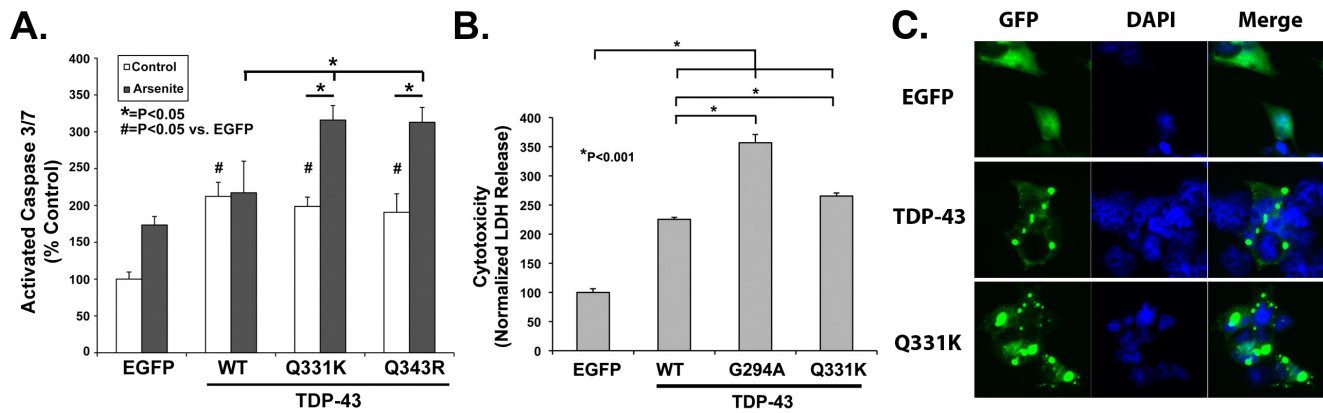 A.
Activated Caspase 3/7
(% Control)
400
350
300
250
200
150
100
50
0
Control
Arsenite
*=P<0.05
#=P<0.05 vs. EGFP
*
*
*
#
#
#
EGFP
WT
Q331K
Q343R
TDP-43
B.
Cytotoxicity
(Normalized LDH Release)
400
350
300
250
200
150
100
50
0
*P<0.001
*
*
*
EGFP
WT
G294A
Q331K
TDP-43
C.
GFP DAPI Merge
EGFP
TDP-43
Q331K